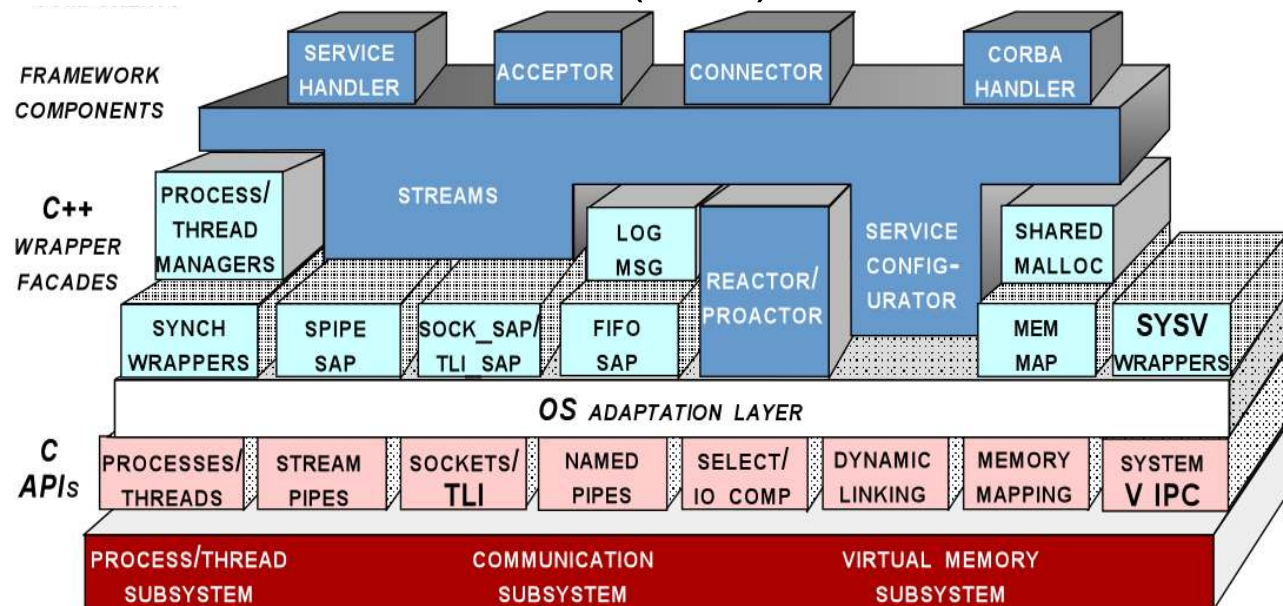 SERVICE
HANDLER
ACCEPTOR
CONNECTOR
CORBA
HANDLER
FRAMEWORK
COMPONENTS
STREAMS
SERVICE
CONFIG-
URATOR
C++
WRAPPER
FACADES
PROCESS/
THREAD
MANAGERS
LOG
MSG
REACTOR/
PROACTOR
SHARED
MALLOC
SYNCH
WRAPPERS
SPIPE
SAP
SOCK_SAP/
TLI_SAP
FIFO
SAP
MEM
MAP
SYSV
WRAPPERS
OS ADAPTATION LAYER
C
APIs
PROCESSES/
THREADS
STREAM
PIPES
SOCKETS/
TLI
NAMED
PIPES
SELECT/
IO COMP
DYNAMIC
LINKING
MEMORY
MAPPING
SYSTEM
V IPC
PROCESS/THREAD
SUBSYSTEM
COMMUNICATION
SUBSYSTEM
VIRTUAL MEMORY
SUBSYSTEM